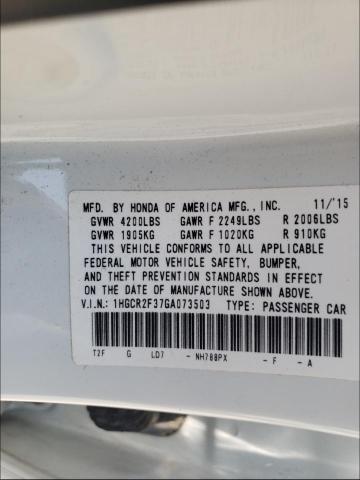 MFD. BY HONDA OF AMERICA MFG., INC. 11/'15
GVWR 4200LBS GAWR F 2249LBS R 2006LBS
GVWR 1905KG GAWR F 1020KG R 910KG
THIS VEHICLE CONFORMS TO ALL APPLICABLE
FEDERAL MOTOR VEHICLE SAFETY, BUMPER,
AND THEFT PREVENTION STANDARDS IN EFFECT
ON THE DATE OF MANUFACTURE SHOWN ABOVE.
V.I.N.: 1HGCR2F37GA073503 TYPE: PASSENGER CAR
T2F G LD7 - NH788PX - F - A